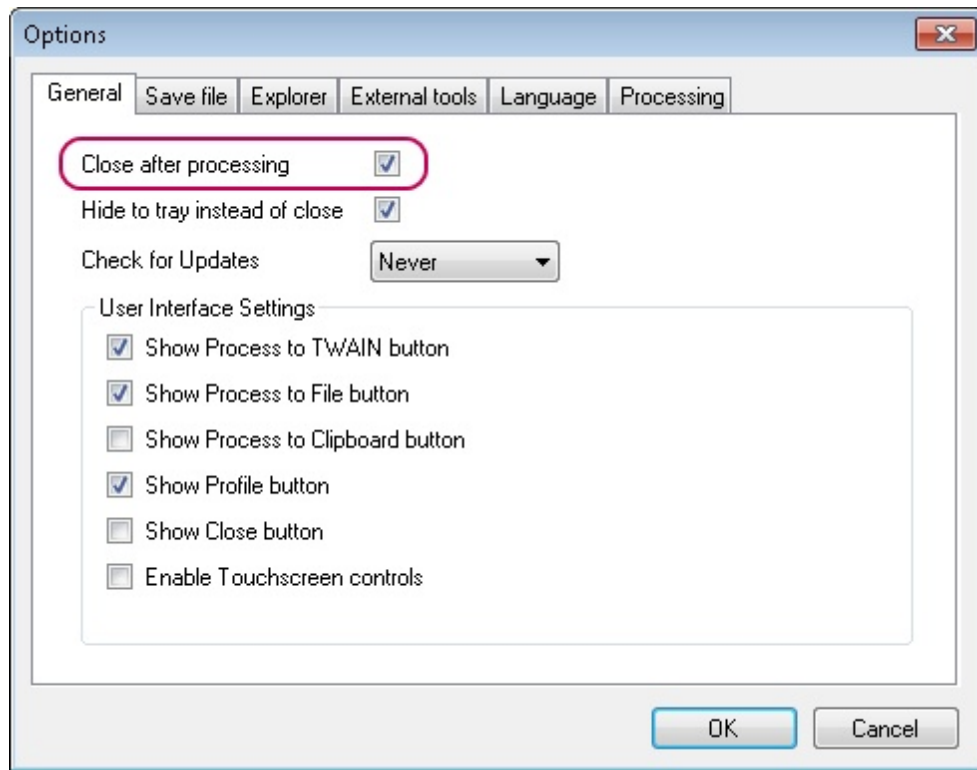 Options
General Save file Explorer External tools Language Processing
Close after processing
Hide to tray instead of close
Check for Updates Never
User Interface Settings
Show Process to TWAIN button
Show Process to File button
Show Process to Clipboard button
Show Profile button
Show Close button
Enable Touchscreen controls
OK Cancel